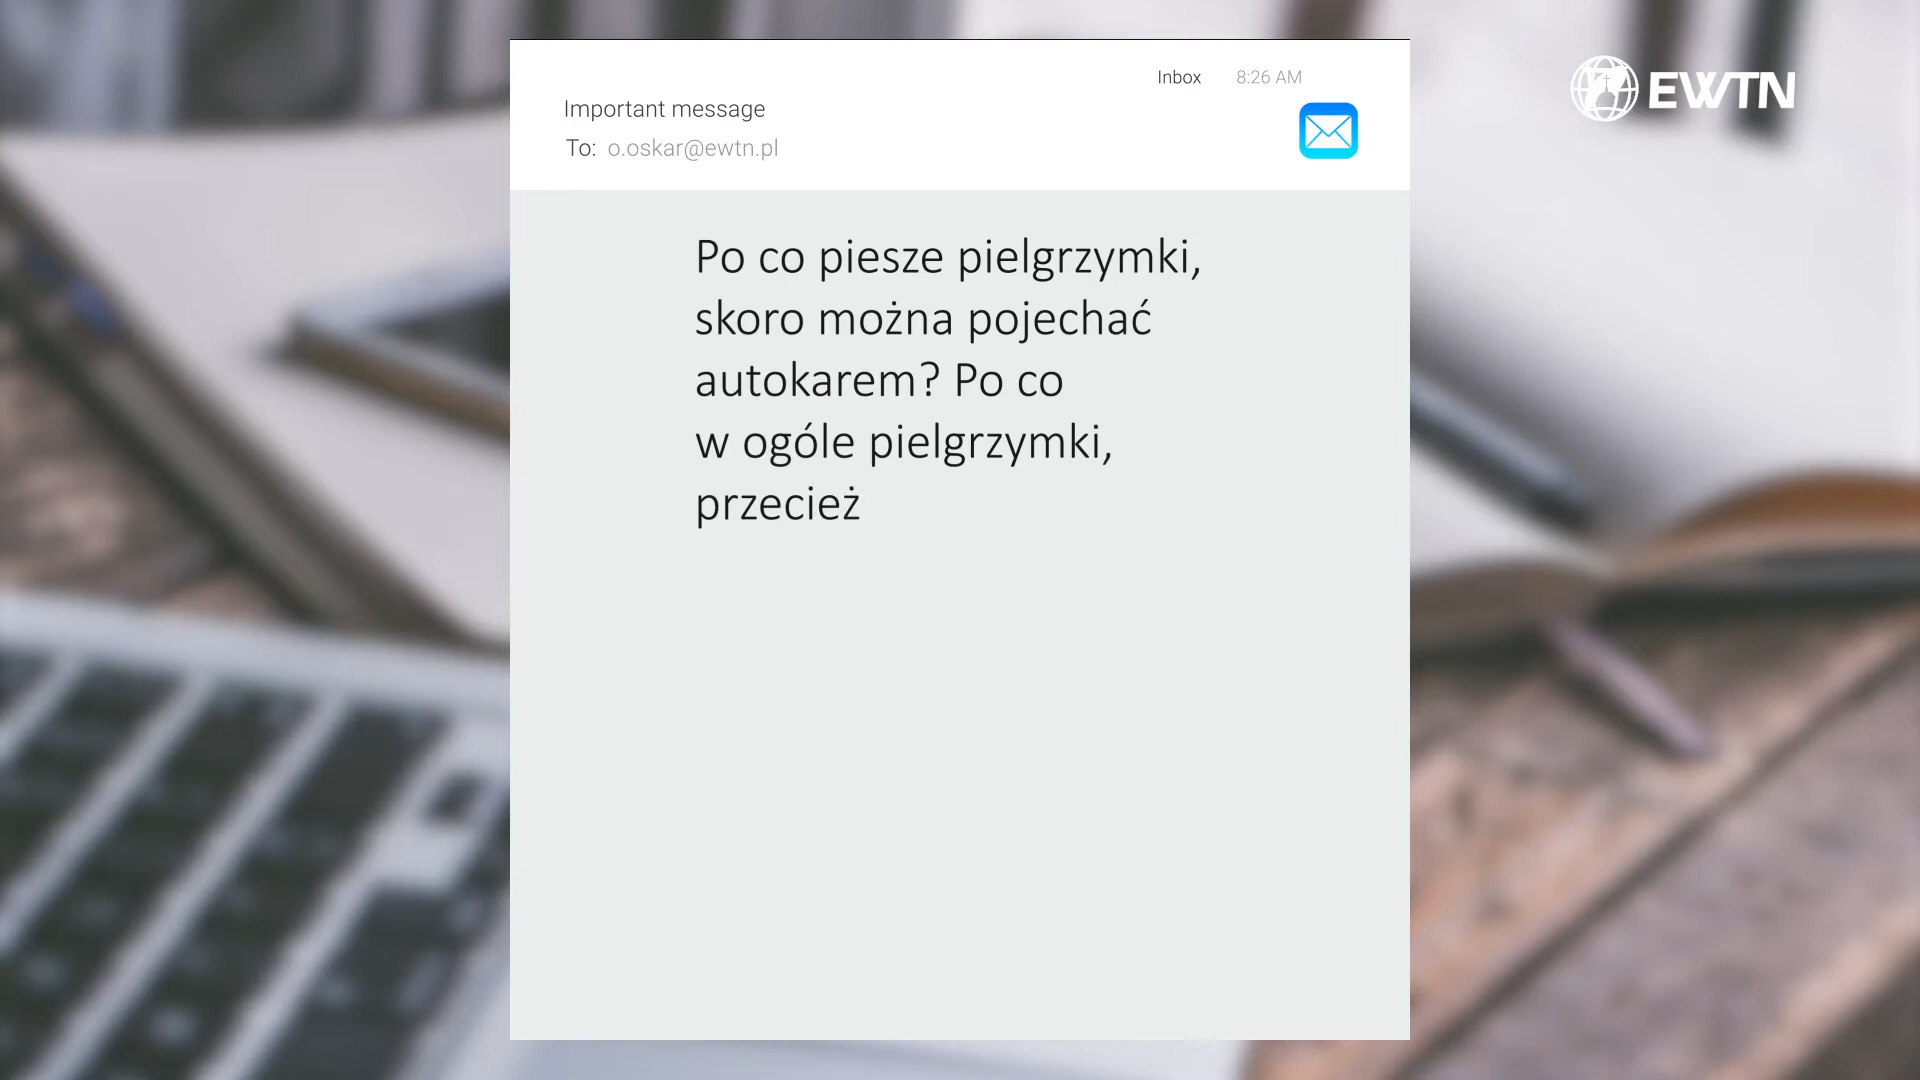 Inbox 8:26 AM
EWTN
Important message
To: o.oskar@ewtn.pl
Po co piesze pielgrzymki,
skoro można pojechać
autokarem? Po co
w ogóle pielgrzymki,
przecież